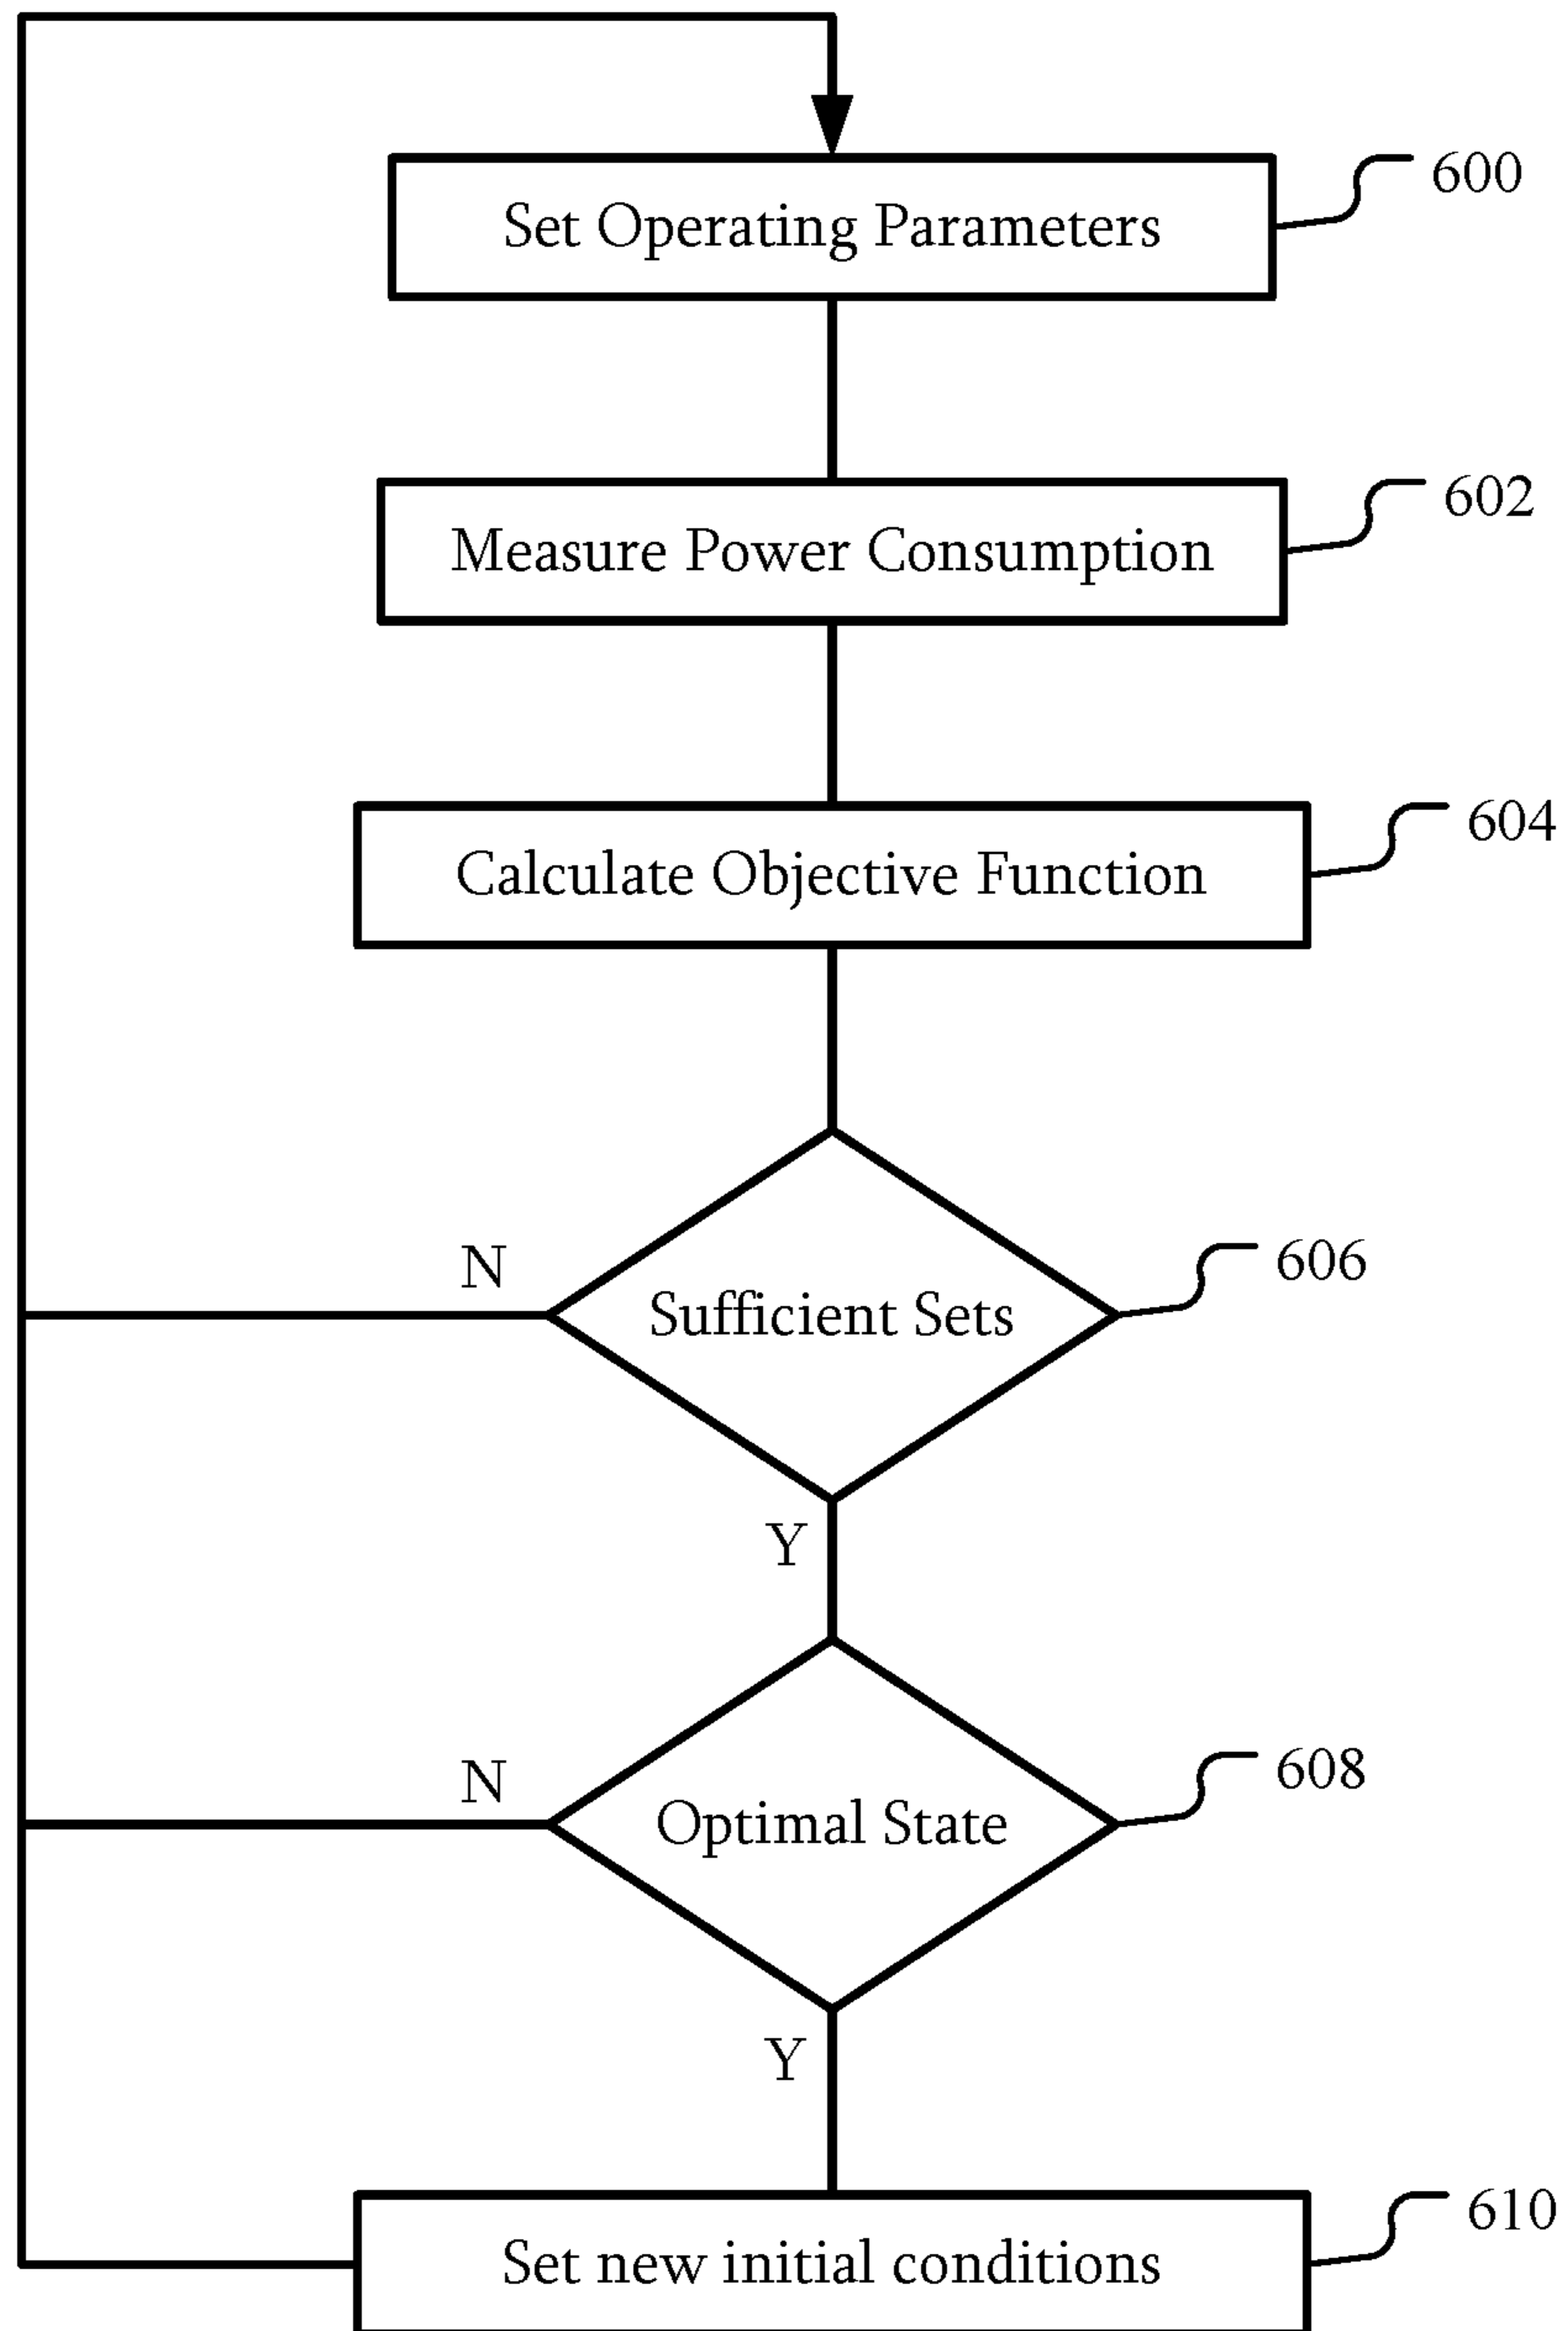 600
Set Operating Parameters
602
Measure Power Consumption
604
Calculate Objective Function
N
606
Sufficient Sets
Y
N
608
Optimal State
Y
610
Set new initial conditions